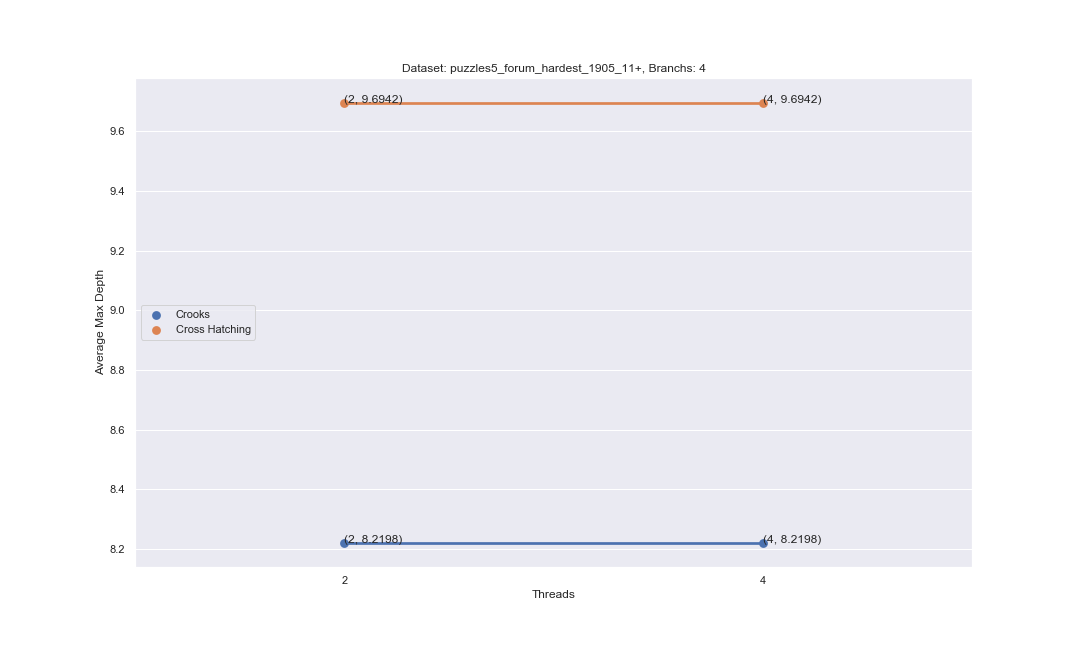 Dataset: puzzles5_forum_hardest_1905_11+, Branchs: 4
(2, 9.6942)
(4, 9.6942)
9.6
9.4
9.2
9.0
8.8
8.6
8.4
8.2
Average Max Depth
Crooks
Cross Hatching
(2, 8.2198)
(4, 8.2198)
2
4
Threads